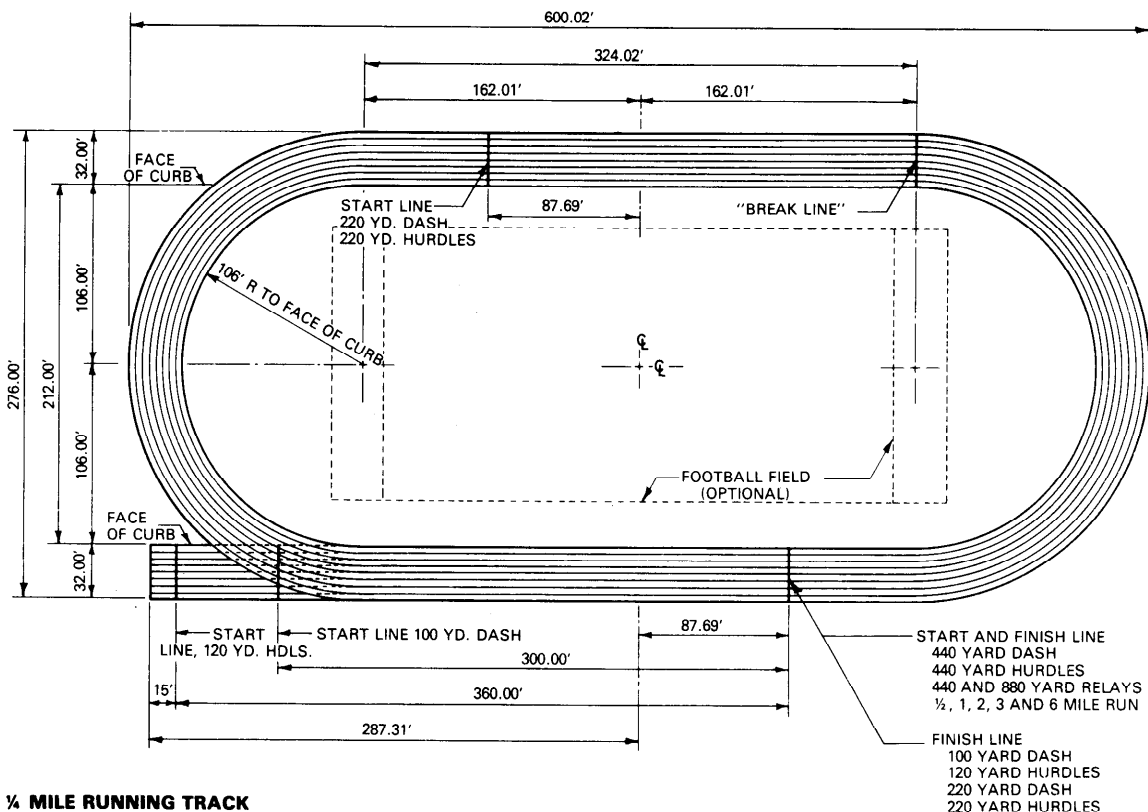 600.02'
324.02'
162.01'
162.01'
FACE
OF CURB
32.00'
START LINE
220 YD. DASH
220 YD. HURDLES
87.69'
"BREAK LINE"
106' R TO FACE OF CURB
106.00'
276.00'
212.00'
106.00'
℄
℄
FOOTBALL FIELD
(OPTIONAL)
FACE
OF CURB
32.00'
START
LINE, 120 YD. HDLS.
START LINE 100 YD. DASH
87.69'
300.00'
15'
360.00'
287.31'
START AND FINISH LINE
440 YARD DASH
440 YARD HURDLES
440 AND 880 YARD RELAYS
½, 1, 2, 3 AND 6 MILE RUN
FINISH LINE
100 YARD DASH
120 YARD HURDLES
220 YARD DASH
220 YARD HURDLES
¼ MILE RUNNING TRACK